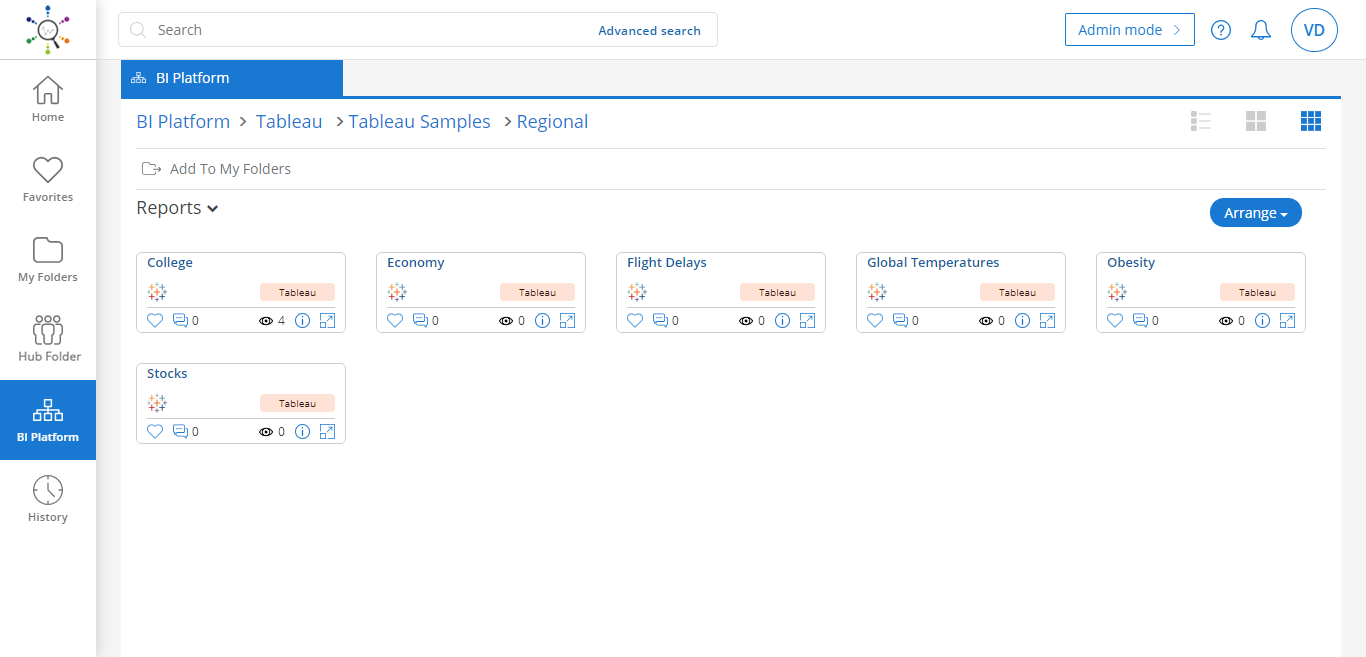 Search
Advanced search
Admin mode
VD
Home
Favorites
My Folders
Hub Folder
BI Platform
History
BI Platform
BI Platform > Tableau > Tableau Samples > Regional
Add To My Folders
Reports
Arrange
College
Tableau
0 4
Economy
Tableau
0 0
Flight Delays
Tableau
0 0
Global Temperatures
Tableau
0 0
Obesity
Tableau
0 0
Stocks
Tableau
0 0